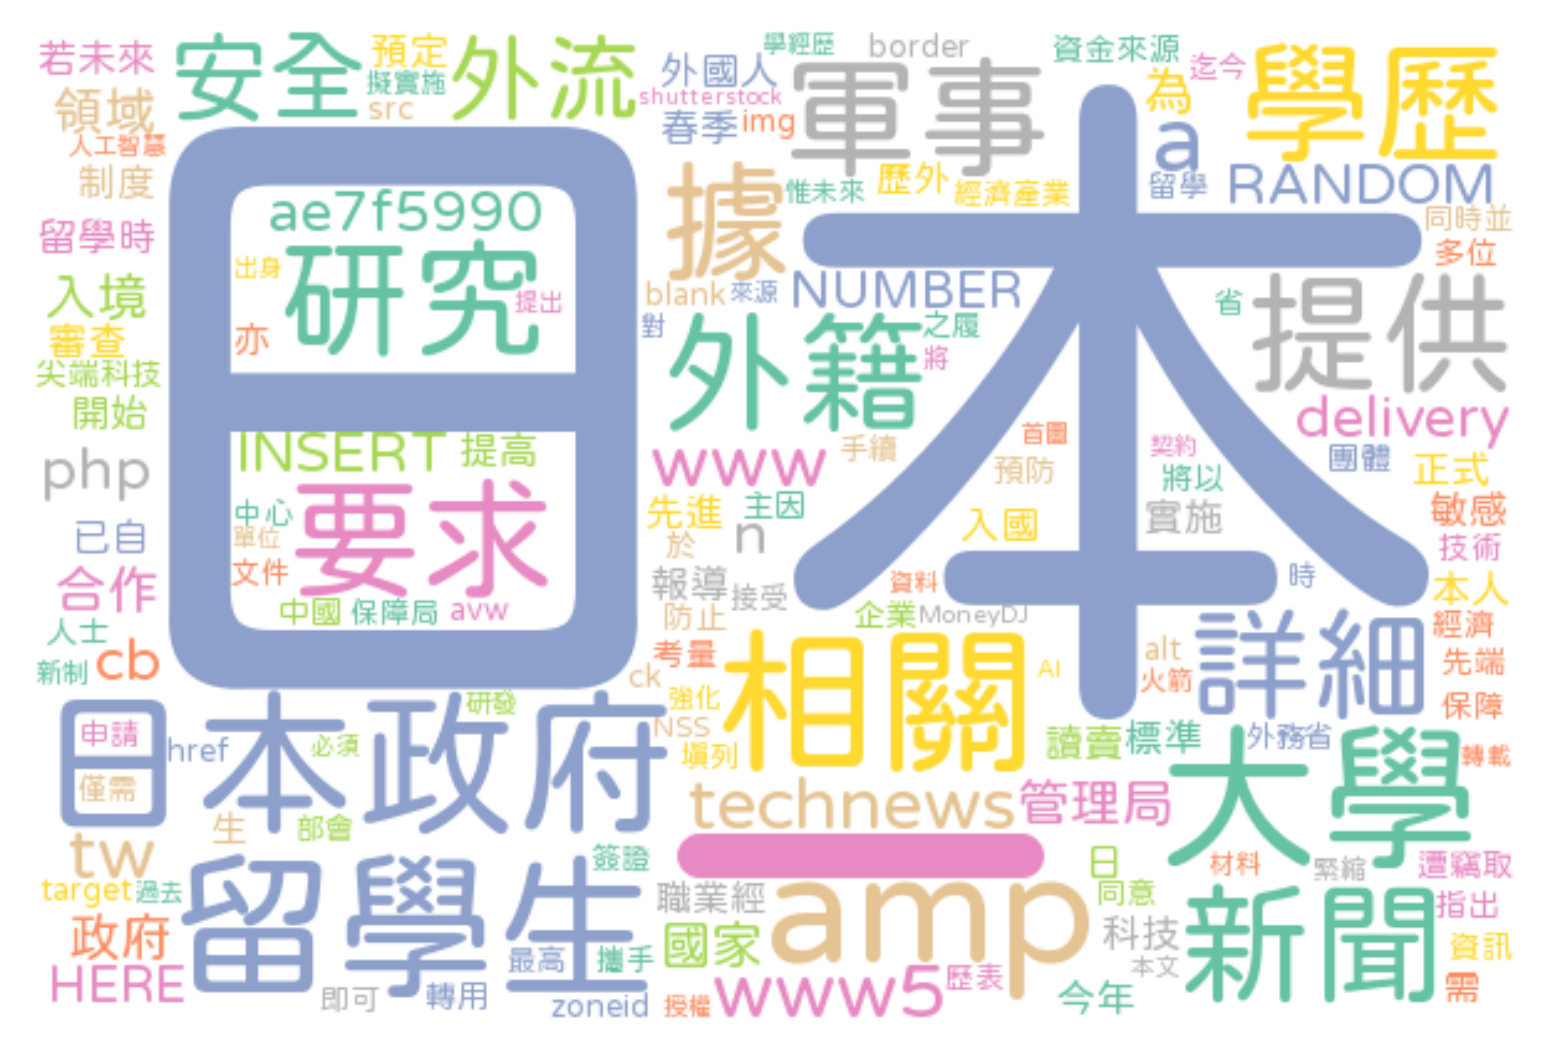 若未來
安全
預定
擬實施
src
外流
外國人
shutterstock
春季
img
學經歷
border
軍事
資金來源
迄今
為
a
學歷
領域
人工智慧
制度
留學時
入境
審查
尖端科技
開始
php
已自
合作
人士
新制
cb
日本
ae7f5990
出身
研究
提出
亦
INSERT
提高
中心
單位
文件
要求
中國
保障局
avw
據
惟未來
歷外
經濟產業
留學
RANDOM
同時並
多位
blank
來源
NUMBER
對
外籍
之履
將
省
提供
delivery
www
手續
首圖
預防
契約
將以
實施
團體
正式
敏感
技術
先進
主因
於
n
入國
報導
接受
防止
資料
企業
MoneyDJ
時
本人
經濟
考量
ck
強化
NSS
填列
相關
AI
alt
火箭
詳細
先端
保障
日本政府
申請
僅需
href
必須
研發
生
部會
讀賣
標準
外務省
轉載
technews
管理局
大學
tw
target
過去
政府
HERE
留學生
簽證
最高
攜手
即可
轉用
zoneid
_
職業經
國家
amp
授權
www5
歷表
日
同意
科技
本文
今年
材料
緊縮
遭竊取
新聞
指出
資訊
需